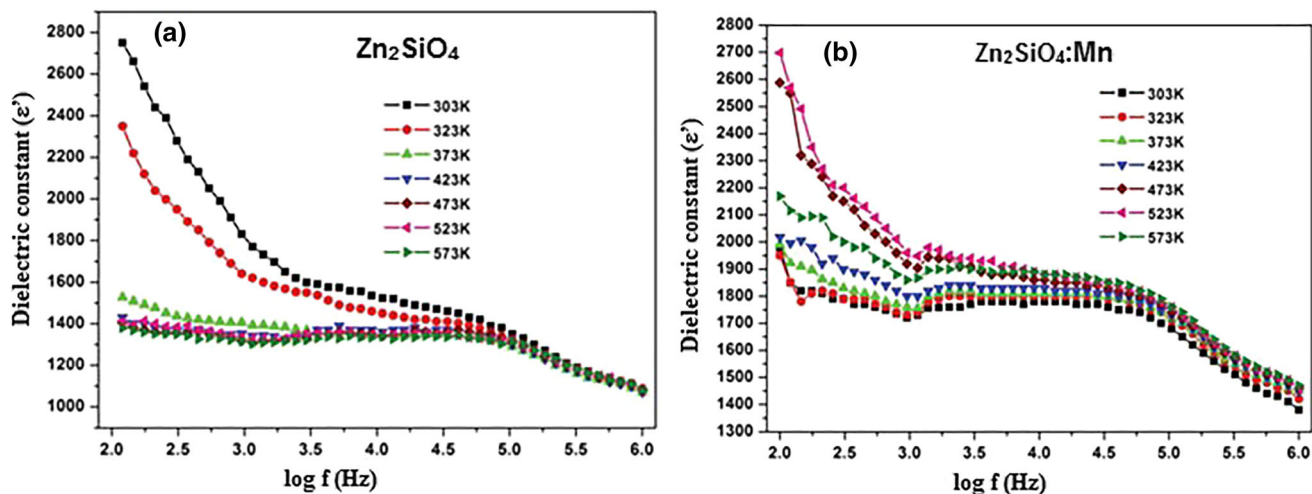 (a)
Zn₂SiO₄
Dielectric constant (ε')
2800
2600
2400
2200
2000
1800
1600
1400
1200
1000
303K
323K
373K
423K
473K
523K
573K
2.0 2.5 3.0 3.5 4.0 4.5 5.0 5.5 6.0
log f (Hz)
(b)
Zn₂SiO₄:Mn
Dielectric constant (ε')
2800
2700
2600
2500
2400
2300
2200
2100
2000
1900
1800
1700
1600
1500
1400
1300
303K
323K
373K
423K
473K
523K
573K
2.0 2.5 3.0 3.5 4.0 4.5 5.0 5.5 6.0
log f (Hz)